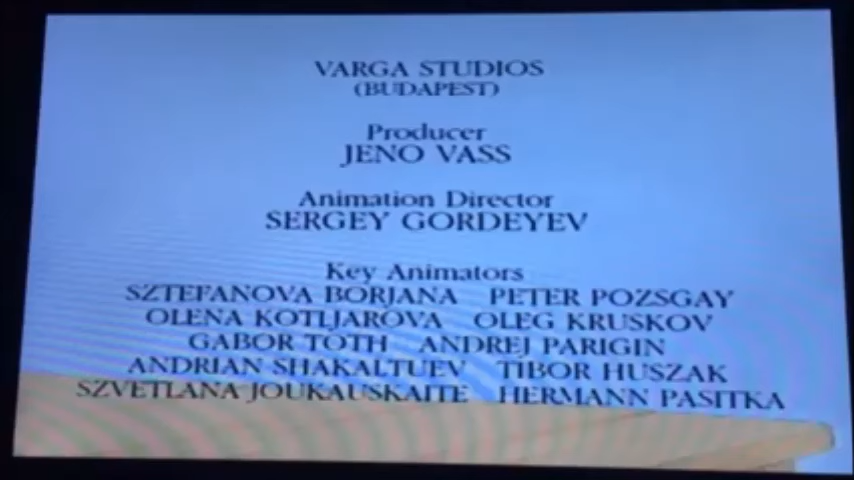 VARGA STUDIOS
(BUDAPEST)
Producer
JENO VASS
Animation Director
SERGEY GORDEYEV
Key Animators
SZTEFANOVA BORJANA PETER POZSGAY
OLENA KOTLJAROVA OLEG KRUSKOV
GABOR TOTH ANDREJ PARIGIN
ANDRIAN SHAKALTUEV TIBOR HUSZAK
SZVETLANA JOUKAUSKAITE HERMANN PASITKA